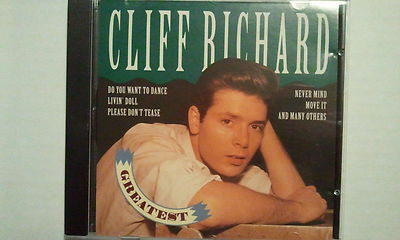 CLIFF RICHARD
DO YOU WANT TO DANCE
LIVIN' DOLL
PLEASE DON'T TEASE
NEVER MIND
MOVE IT
AND MANY OTHERS
GREATEST